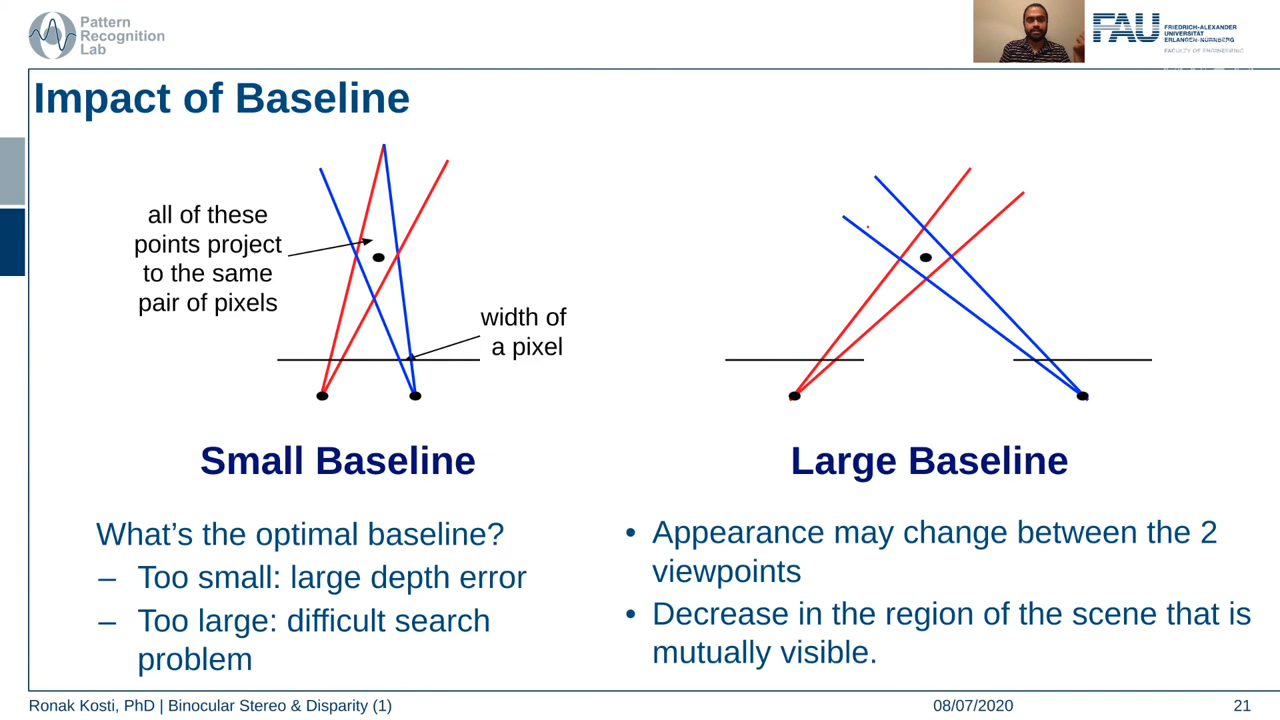 Pattern
Recognition
Lab
FAU
FRIEDRICH-ALEXANDER
UNIVERSITÄT
ERLANGEN-NÜRNBERG
FACULTY OF ENGINEERING
Impact of Baseline
all of these
points project
to the same
pair of pixels
width of
a pixel
Small Baseline
Large Baseline
What’s the optimal baseline?
– Too small: large depth error
– Too large: difficult search
problem
• Appearance may change between the 2
viewpoints
• Decrease in the region of the scene that is
mutually visible.
Ronak Kosti, PhD | Binocular Stereo & Disparity (1)
08/07/2020
21